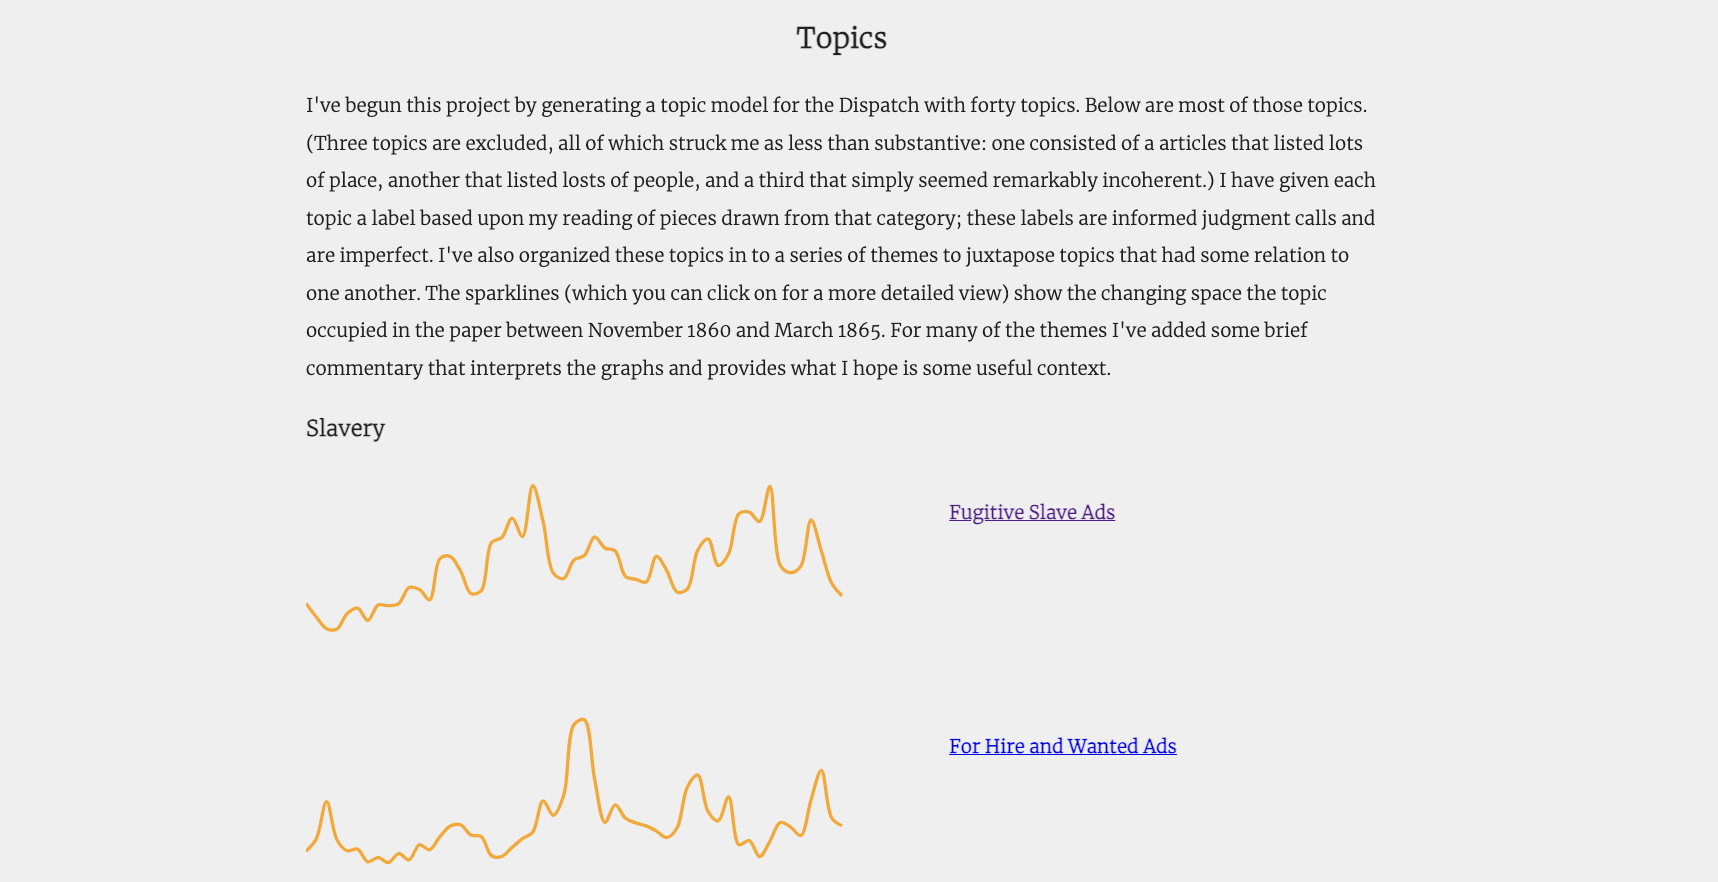 Topics
I've begun this project by generating a topic model for the Dispatch with forty topics. Below are most of those topics.
(Three topics are excluded, all of which struck me as less than substantive: one consisted of a articles that listed lots
of place, another that listed losts of people, and a third that simply seemed remarkably incoherent.) I have given each
topic a label based upon my reading of pieces drawn from that category; these labels are informed judgment calls and
are imperfect. I've also organized these topics in to a series of themes to juxtapose topics that had some relation to
one another. The sparklines (which you can click on for a more detailed view) show the changing space the topic
occupied in the paper between November 1860 and March 1865. For many of the themes I've added some brief
commentary that interprets the graphs and provides what I hope is some useful context.
Slavery
Fugitive Slave Ads
For Hire and Wanted Ads